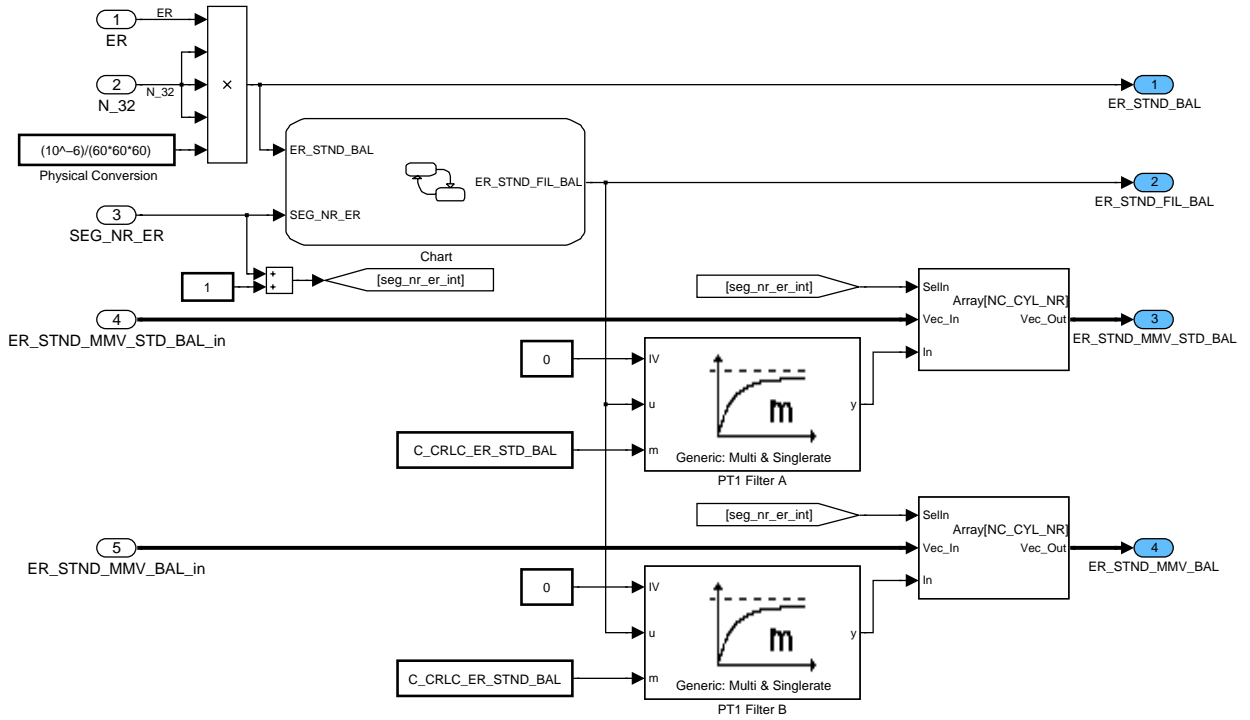 1
ER
ER
2
N_32
N_32
×
(10^–6)/(60*60*60)
Physical Conversion
1
ER_STND_BAL
ER_STND_BAL
SEG_NR_ER
ER_STND_FIL_BAL
Chart
2
ER_STND_FIL_BAL
3
SEG_NR_ER
1
+
+
[seg_nr_er_int]
[seg_nr_er_int]
SelIn
Array[NC_CYL_NR]
Vec_In
Vec_Out
In
4
ER_STND_MMV_STD_BAL_in
3
ER_STND_MMV_STD_BAL
0
C_CRLC_ER_STD_BAL
IV
u
m
y
m
Generic: Multi & Singlerate
PT1 Filter A
[seg_nr_er_int]
SelIn
Array[NC_CYL_NR]
Vec_In
Vec_Out
In
5
ER_STND_MMV_BAL_in
4
ER_STND_MMV_BAL
0
C_CRLC_ER_STND_BAL
IV
u
m
y
m
Generic: Multi & Singlerate
PT1 Filter B